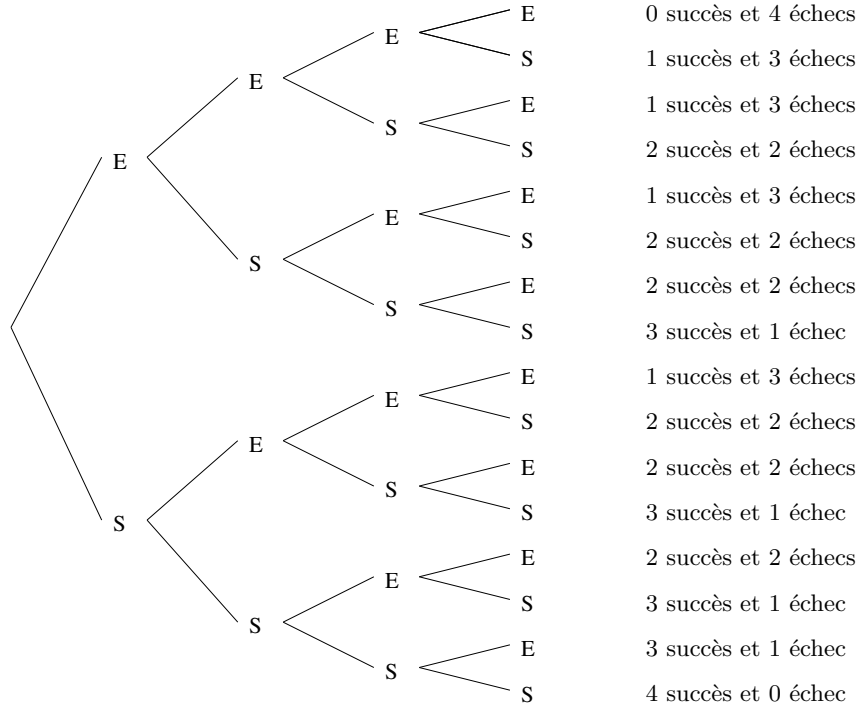 E 0 succès et 4 échecs
E
E S 1 succès et 3 échecs
E 1 succès et 3 échecs
S
S 2 succès et 2 échecs
E
E 1 succès et 3 échecs
E
S 2 succès et 2 échecs
S
E 2 succès et 2 échecs
S
S 3 succès et 1 échec
E 1 succès et 3 échecs
E
S 2 succès et 2 échecs
E
E 2 succès et 2 échecs
S
S 3 succès et 1 échec
S
E 2 succès et 2 échecs
E
S 3 succès et 1 échec
S
E 3 succès et 1 échec
S
S 4 succès et 0 échec